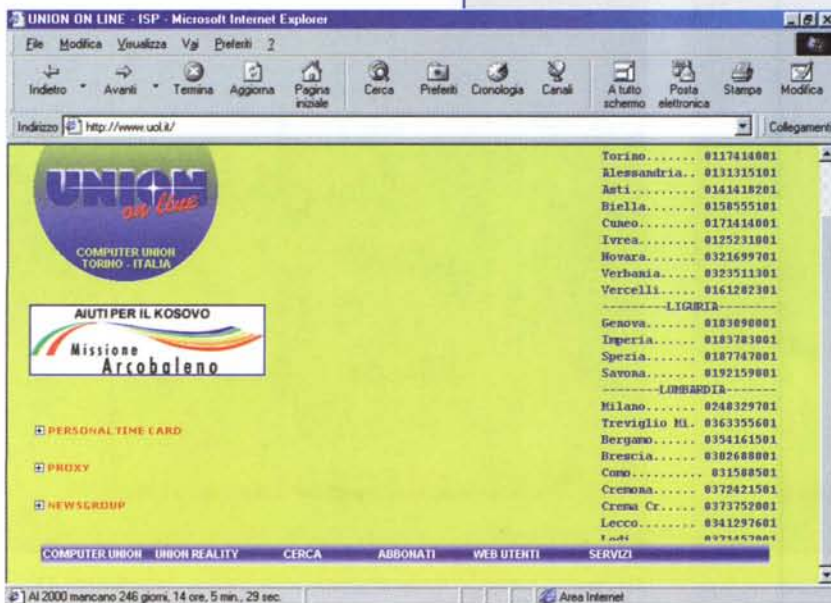 UNION ON LINE - ISP - Microsoft Internet Explorer
File Modifica Visualizza Vai Preferiti ?
Indietro Avanti Termina Aggiorna Pagina iniziale Cerca Preferiti Cronologia Canali A tutto schermo Posta elettronica Stampa Modifica
Indirizzo http://www.uol.it/ Collegamenti
UNION
on line
COMPUTER UNION
TORINO - ITALIA
AIUTI PER IL KOSOVO
Missione
Arcobaleno
PERSONAL TIME CARD
PROXY
NEWSGROUP
Torino....... 0117414001
Alessandria.. 0131315101
Asti......... 0141418201
Biella....... 0158555101
Cuneo........ 0171414001
Ivrea........ 0125231001
Novara....... 0321699701
Verbania..... 0323511301
Vercelli..... 0161282301
---------LIGURIA--------
Genova....... 0183090001
Imperia...... 0183783001
Spezia....... 0187747001
Savona....... 0192159001
--------LOMBARDIA-------
Milano....... 0248329701
Treviglio Mi. 0363355601
Bergamo...... 0354161501
Brescia...... 0302688001
Como.......... 031588501
Cremona...... 0372421501
Crema Cr..... 0373752001
Lecco........ 0341297601
Lodi
COMPUTER UNION UNION REALITY CERCA ABBONATI WEB UTENTI SERVIZI
Al 2000 mancano 246 giorni, 14 ore, 5 min., 29 sec. Area Internet